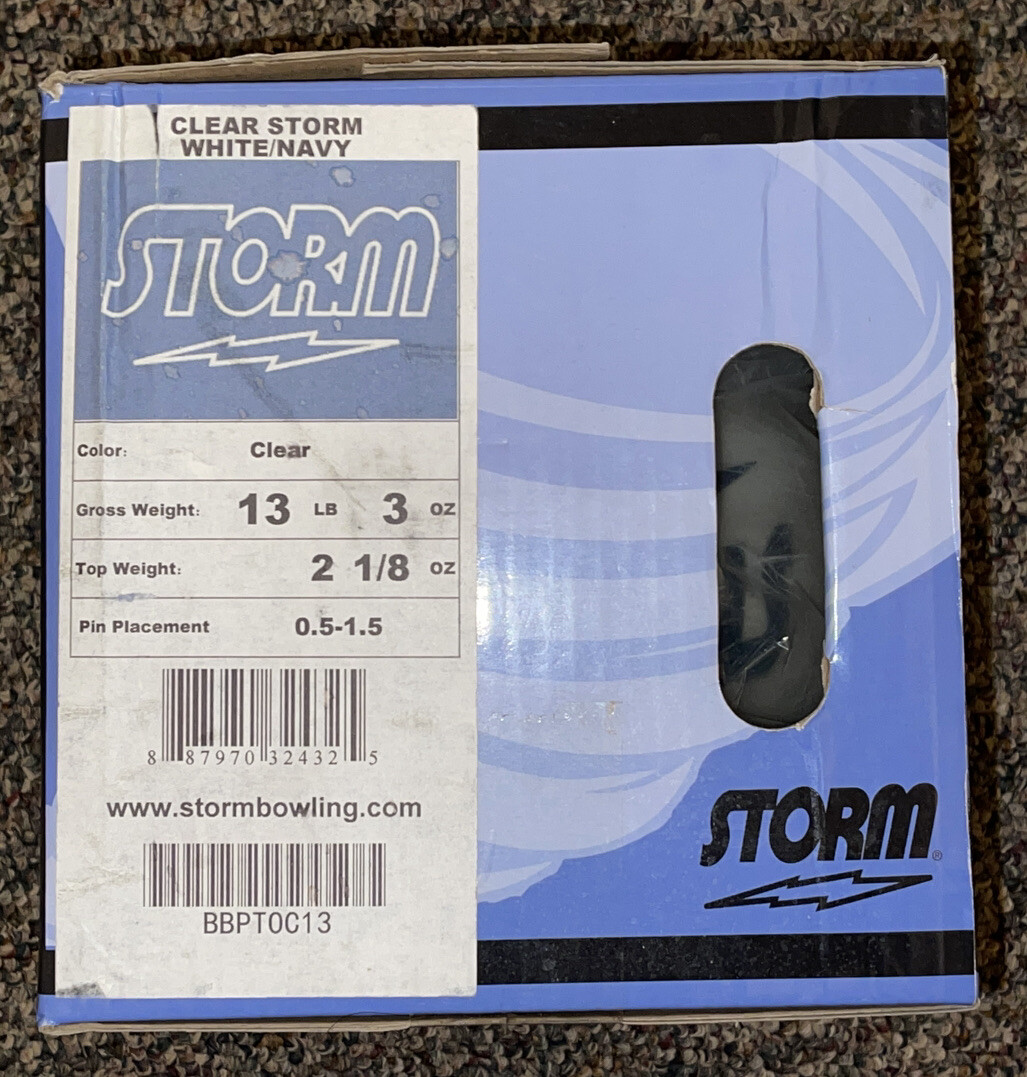 CLEAR STORM
WHITE/NAVY
STORM
Color: Clear
Gross Weight: 13 LB 3 OZ
Top Weight: 2 1/8 OZ
Pin Placement 0.5-1.5
8 87970 32432 5
www.stormbowling.com
BBPTOC13
STORM®